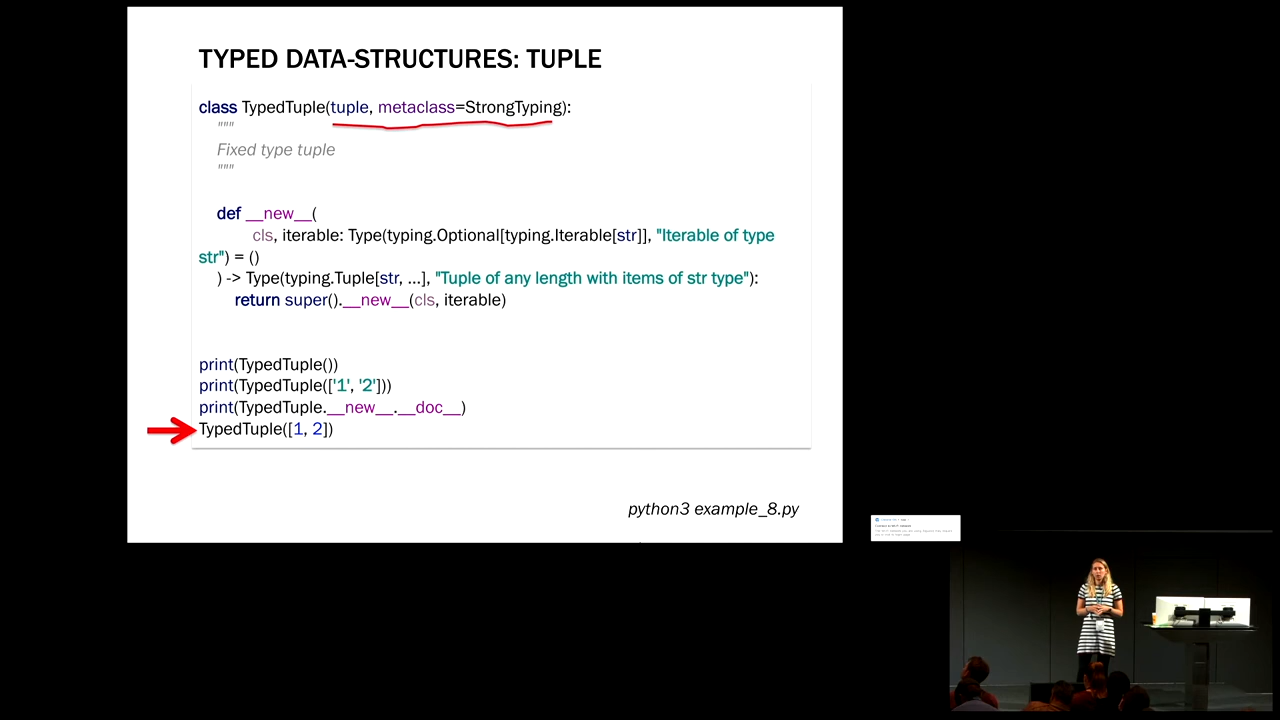 TYPED DATA-STRUCTURES: TUPLE
class TypedTuple(tuple, metaclass=StrongTyping):
"""
Fixed type tuple
"""
def __new__(
cls, iterable: Type(typing.Optional[typing.Iterable[str]], "Iterable of type
str") = ()
) -> Type(typing.Tuple[str, ...], "Tuple of any length with items of str type"):
return super().__new__(cls, iterable)
print(TypedTuple())
print(TypedTuple(['1', '2']))
print(TypedTuple.__new__.__doc__)
TypedTuple([1, 2])
python3 example_8.py